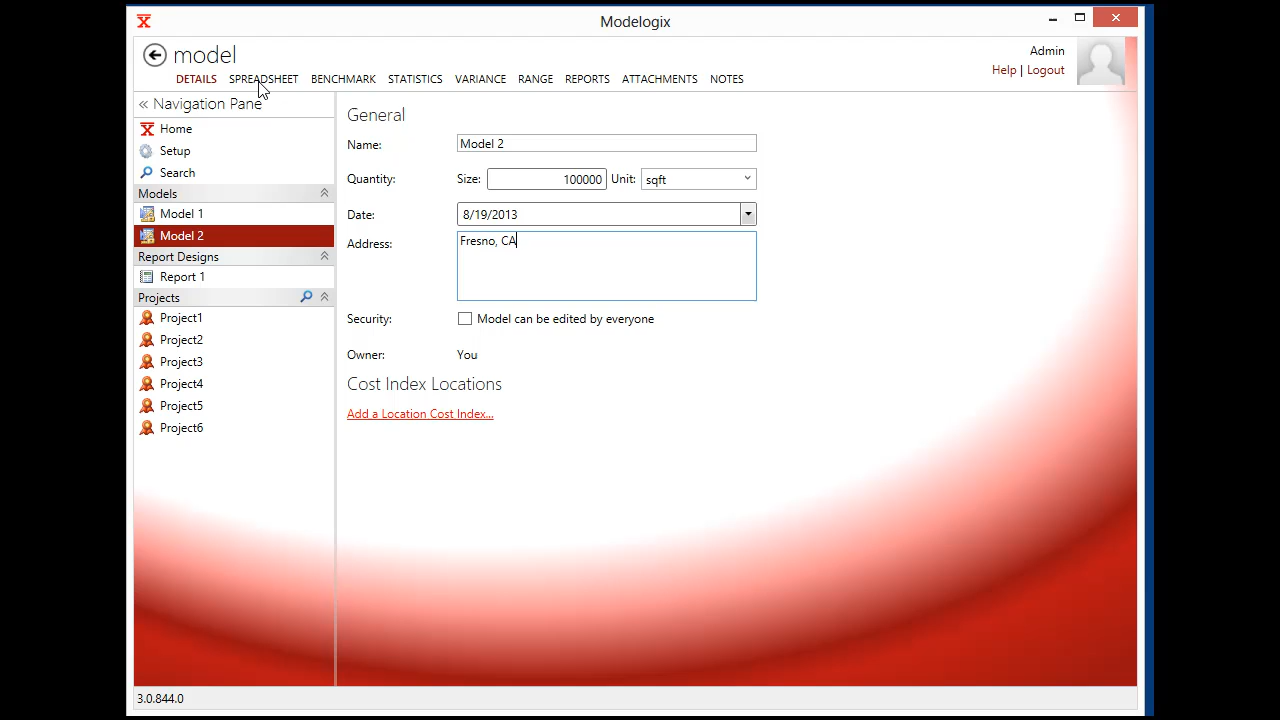 Modelogix
model
Admin
Help | Logout
DETAILS SPREADSHEET BENCHMARK STATISTICS VARIANCE RANGE REPORTS ATTACHMENTS NOTES
« Navigation Pane
Home
Setup
Search
Models
Model 1
Model 2
Report Designs
Report 1
Projects
Project1
Project2
Project3
Project4
Project5
Project6
General
Name: Model 2
Quantity: Size: 100000 Unit: sqft
Date: 8/19/2013
Address: Fresno, CA
Security: Model can be edited by everyone
Owner: You
Cost Index Locations
Add a Location Cost Index...
3.0.844.0